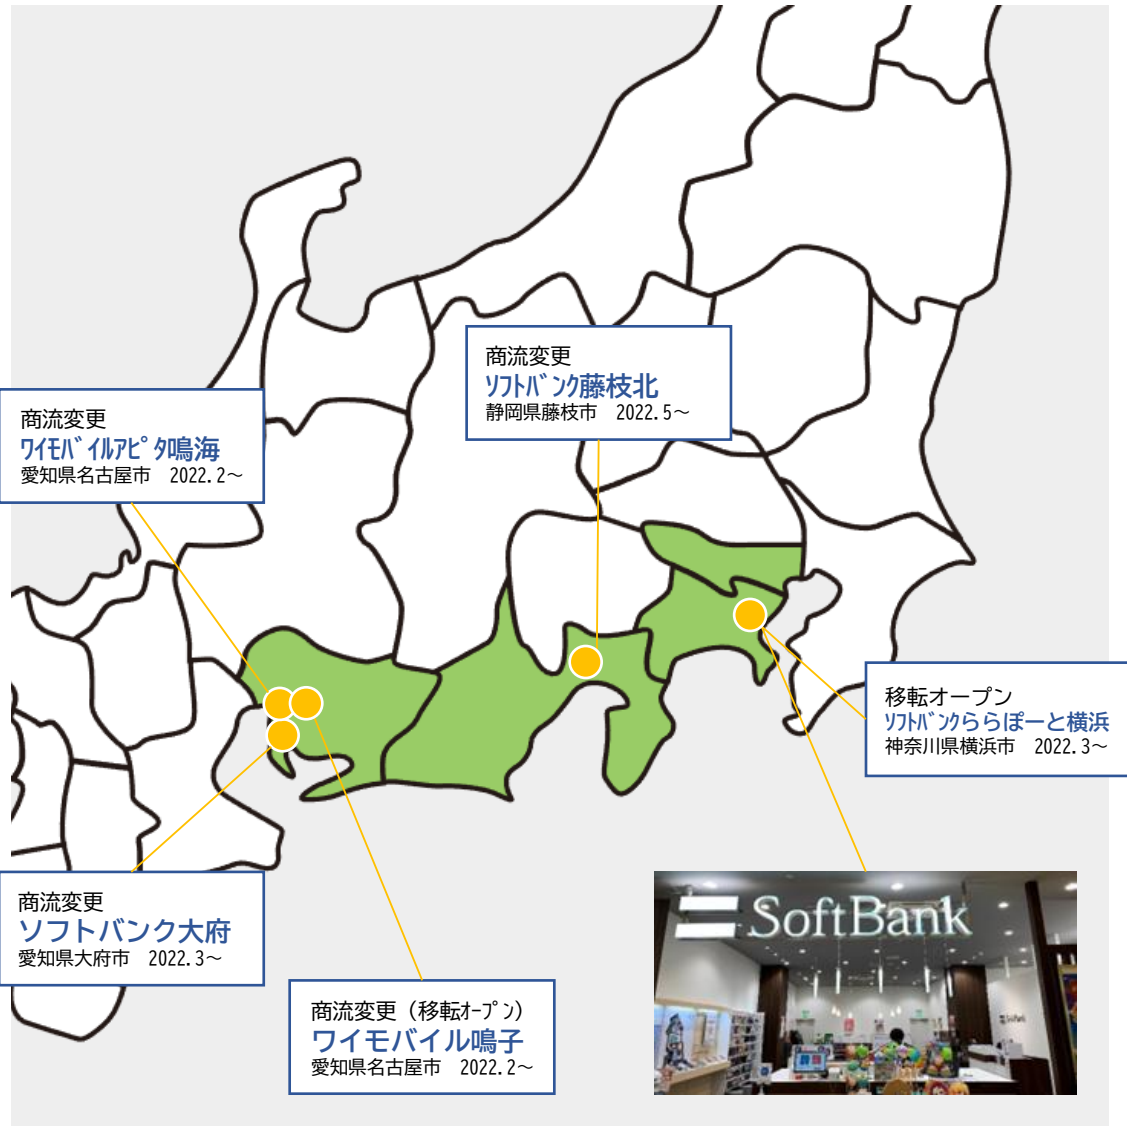 商流変更
ｿﾌﾄﾊﾞﾝｸ藤枝北
静岡県藤枝市　2022.5～
商流変更
ﾜｲﾓﾊﾞｲﾙｱﾋﾟﾀ鳴海
愛知県名古屋市　2022.2～
移転オープン
ｿﾌﾄﾊﾞﾝｸららぽーと横浜
神奈川県横浜市　2022.3～
商流変更
ソフトバンク大府
愛知県大府市　2022.3～
商流変更（移転ｵｰﾌﾟﾝ）
ワイモバイル鳴子
愛知県名古屋市　2022.2～
SoftBank
SoftBank